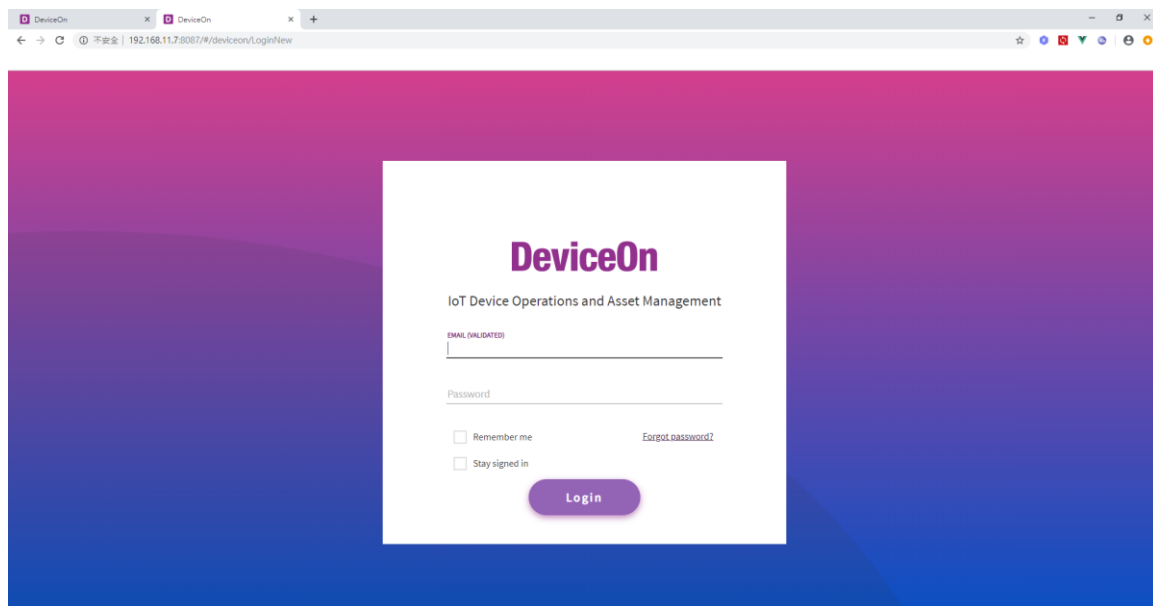 DeviceOn
DeviceOn
不安全 | 192.168.11.7:8087/#/deviceon/LoginNew
DeviceOn
IoT Device Operations and Asset Management
EMAIL (VALIDATED)
Password
Remember me
Forgot password?
Stay signed in
Login